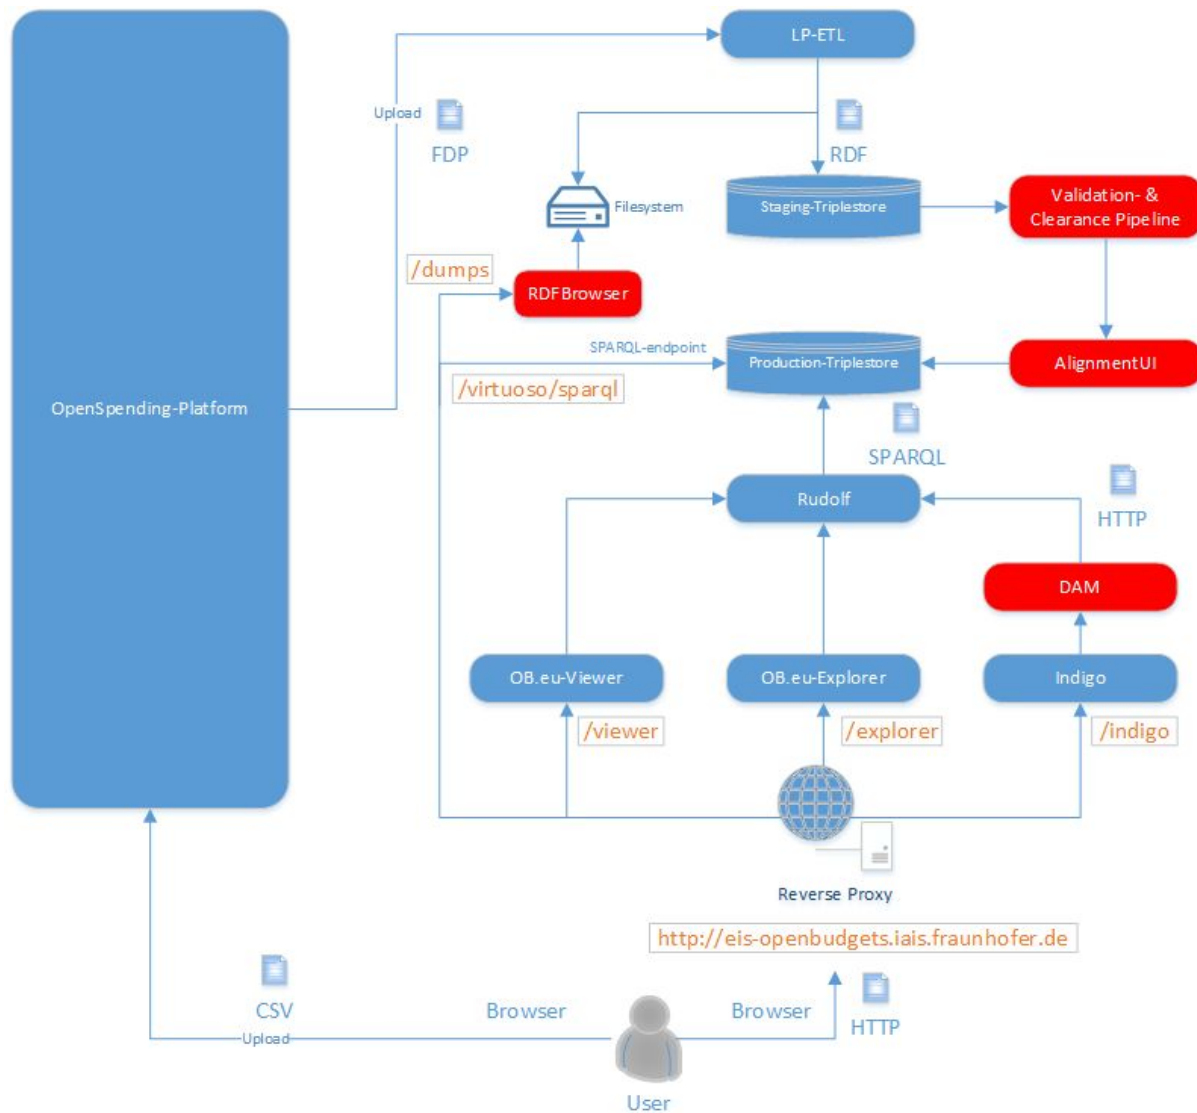 LP-ETL
Upload
FDP
RDF
Filesystem
Staging-Triplestore
Validation- &
Clearance Pipeline
/dumps
RDFBrowser
SPARQL-endpoint
Production-Triplestore
AlignmentUI
/virtuoso/sparql
OpenSpending-Platform
SPARQL
Rudolf
HTTP
DAM
OB.eu-Viewer
OB.eu-Explorer
Indigo
/viewer
/explorer
/indigo
Reverse Proxy
http://eis-openbudgets.iais.fraunhofer.de
CSV
Upload
Browser
Browser
HTTP
User